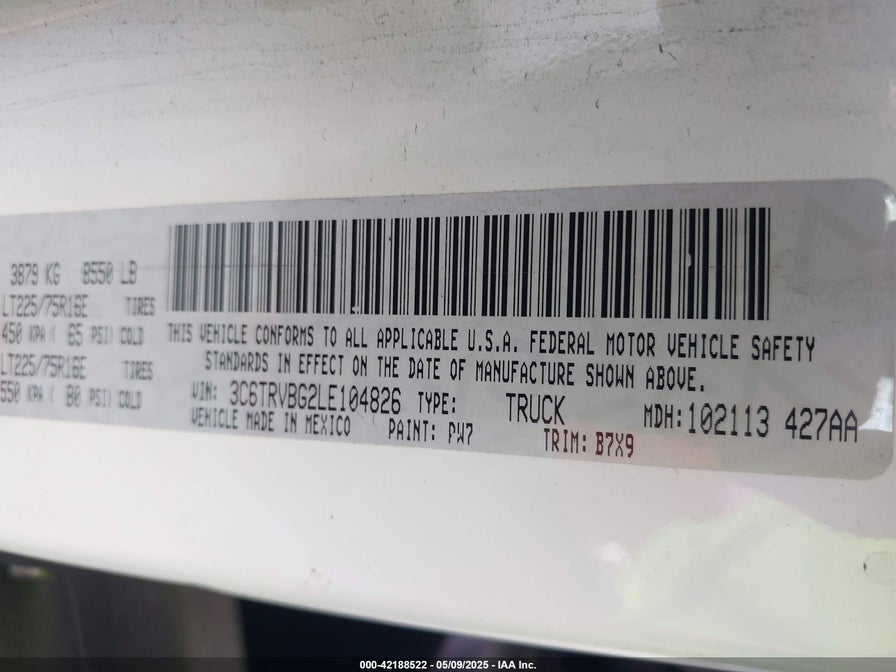 3879 KG 8550 LB
LT225/75R16E TIRES
450 KPA ( 65 PSI) COLD
LT225/75R16E TIRES
550 KPA ( 80 PSI) COLD
THIS VEHICLE CONFORMS TO ALL APPLICABLE U.S.A. FEDERAL MOTOR VEHICLE SAFETY
STANDARDS IN EFFECT ON THE DATE OF MANUFACTURE SHOWN ABOVE.
VIN: 3C6TRVBG2LE104826 TYPE: TRUCK MDH: 102113 427AA
VEHICLE MADE IN MEXICO PAINT: PW7 TRIM: B7X9
000-42188522 - 05/09/2025 - IAA Inc.